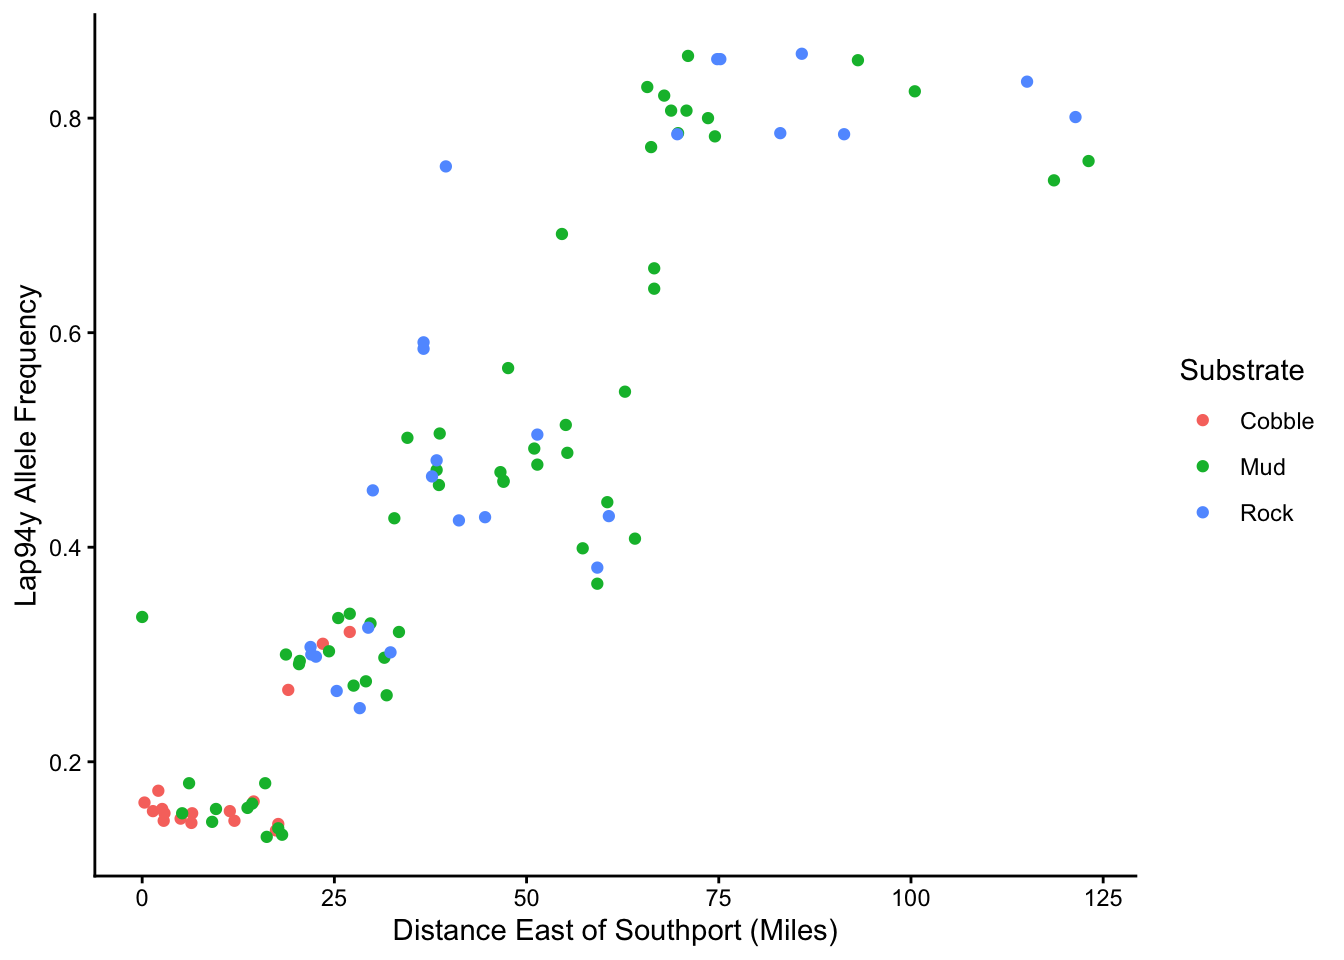 Lap94y Allele Frequency
0.8
0.6
0.4
0.2
0 25 50 75 100 125
Distance East of Southport (Miles)
Substrate
Cobble
Mud
Rock